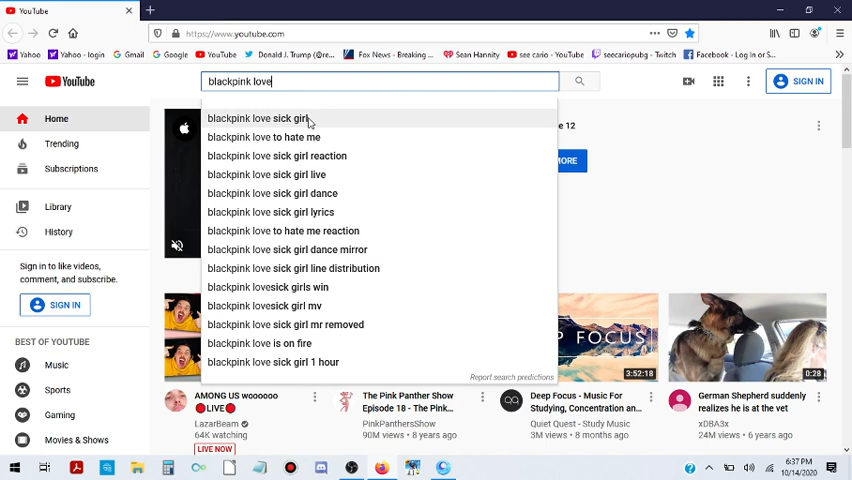 YouTube
https://www.youtube.com
Yahoo
Yahoo - login
Gmail
Google
YouTube
Donald J. Trump (@re...
Fox News - Breaking ...
Sean Hannity
see cario - YouTube
seecariopubg - Twitch
Facebook - Log In or S...
YouTube
blackpink love
SIGN IN
Home
Trending
Subscriptions
Library
History
Sign in to like videos,
comment, and subscribe.
SIGN IN
BEST OF YOUTUBE
Music
Sports
Gaming
Movies & Shows
blackpink love sick girl
blackpink love to hate me
blackpink love sick girl reaction
blackpink love sick girl live
blackpink love sick girl dance
blackpink love sick girl lyrics
blackpink love to hate me reaction
blackpink love sick girl dance mirror
blackpink love sick girl line distribution
blackpink lovesick girls win
blackpink lovesick girl mv
blackpink love sick girl mr removed
blackpink love is on fire
blackpink love sick girl 1 hour
Report search predictions
e 12
ORE
FOCUS
3:52:18
0:28
AMONG US woooooo
🔴LIVE🔴
LazarBeam
64K watching
LIVE NOW
The Pink Panther Show
Episode 18 - The Pink...
PinkPanthersShow
90M views • 8 years ago
Deep Focus - Music For
Studying, Concentration an...
Quiet Quest - Study Music
3M views • 8 months ago
German Shepherd suddenly
realizes he is at the vet
xDBA3x
24M views • 6 years ago
6:37 PM
10/14/2020